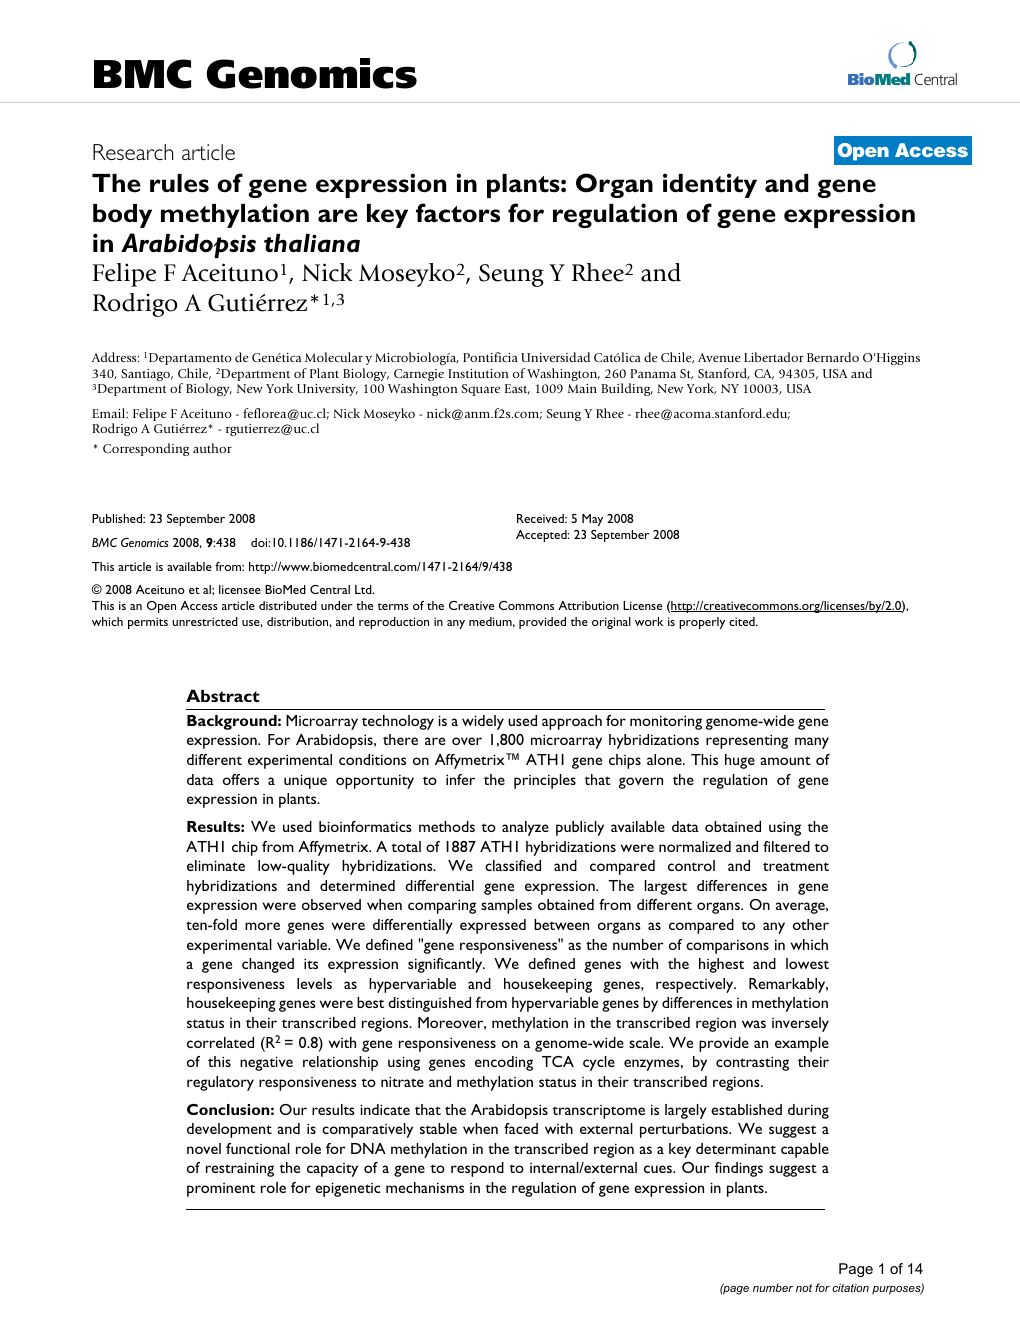 BMC Genomics
BioMed Central
Research article
Open Access
The rules of gene expression in plants: Organ identity and gene
body methylation are key factors for regulation of gene expression
in Arabidopsis thaliana
Felipe F Aceituno1, Nick Moseyko2, Seung Y Rhee2 and
Rodrigo A Gutiérrez*1,3
Address: 1Departamento de Genética Molecular y Microbiología, Pontificia Universidad Católica de Chile, Avenue Libertador Bernardo O'Higgins
340, Santiago, Chile, 2Department of Plant Biology, Carnegie Institution of Washington, 260 Panama St, Stanford, CA, 94305, USA and
3Department of Biology, New York University, 100 Washington Square East, 1009 Main Building, New York, NY 10003, USA
Email: Felipe F Aceituno - feflorea@uc.cl; Nick Moseyko - nick@anm.f2s.com; Seung Y Rhee - rhee@acoma.stanford.edu;
Rodrigo A Gutiérrez* - rgutierrez@uc.cl
* Corresponding author
Published: 23 September 2008
BMC Genomics 2008, 9:438 doi:10.1186/1471-2164-9-438
Received: 5 May 2008
Accepted: 23 September 2008
This article is available from: http://www.biomedcentral.com/1471-2164/9/438
© 2008 Aceituno et al; licensee BioMed Central Ltd.
This is an Open Access article distributed under the terms of the Creative Commons Attribution License (http://creativecommons.org/licenses/by/2.0),
which permits unrestricted use, distribution, and reproduction in any medium, provided the original work is properly cited.
Abstract
Background: Microarray technology is a widely used approach for monitoring genome-wide gene
expression. For Arabidopsis, there are over 1,800 microarray hybridizations representing many
different experimental conditions on Affymetrix™ ATH1 gene chips alone. This huge amount of
data offers a unique opportunity to infer the principles that govern the regulation of gene
expression in plants.
Results: We used bioinformatics methods to analyze publicly available data obtained using the
ATH1 chip from Affymetrix. A total of 1887 ATH1 hybridizations were normalized and filtered to
eliminate low-quality hybridizations. We classified and compared control and treatment
hybridizations and determined differential gene expression. The largest differences in gene
expression were observed when comparing samples obtained from different organs. On average,
ten-fold more genes were differentially expressed between organs as compared to any other
experimental variable. We defined "gene responsiveness" as the number of comparisons in which
a gene changed its expression significantly. We defined genes with the highest and lowest
responsiveness levels as hypervariable and housekeeping genes, respectively. Remarkably,
housekeeping genes were best distinguished from hypervariable genes by differences in methylation
status in their transcribed regions. Moreover, methylation in the transcribed region was inversely
correlated (R2 = 0.8) with gene responsiveness on a genome-wide scale. We provide an example
of this negative relationship using genes encoding TCA cycle enzymes, by contrasting their
regulatory responsiveness to nitrate and methylation status in their transcribed regions.
Conclusion: Our results indicate that the Arabidopsis transcriptome is largely established during
development and is comparatively stable when faced with external perturbations. We suggest a
novel functional role for DNA methylation in the transcribed region as a key determinant capable
of restraining the capacity of a gene to respond to internal/external cues. Our findings suggest a
prominent role for epigenetic mechanisms in the regulation of gene expression in plants.
Page 1 of 14
(page number not for citation purposes)